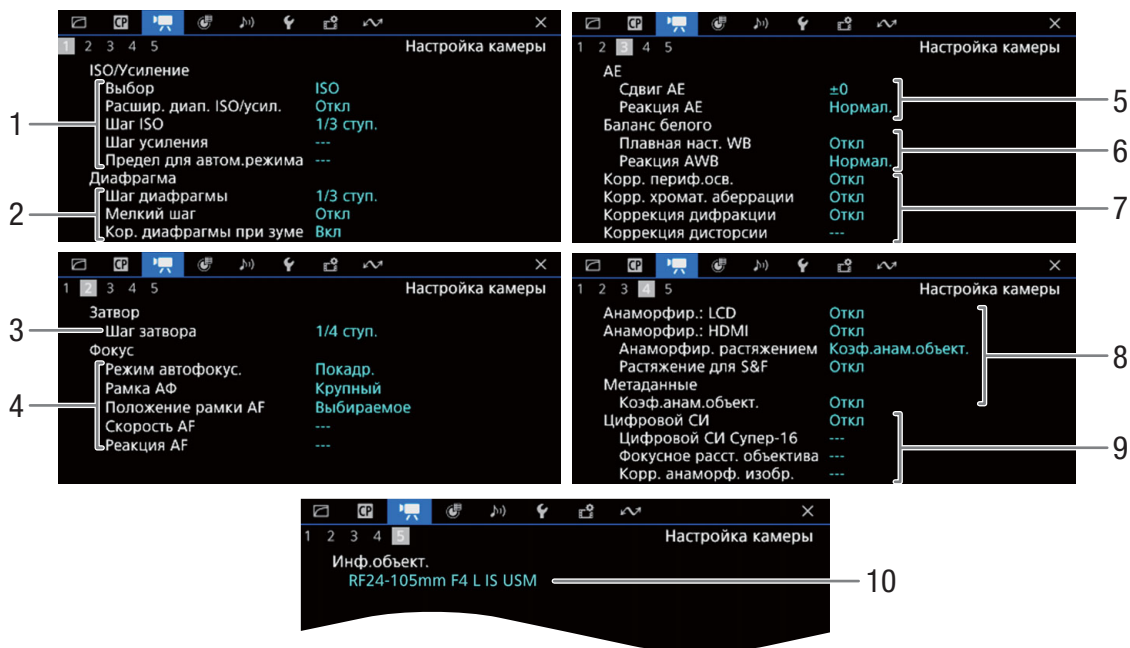 CP
1 2 3 4 5
Настройка камеры
ISO/Усиление
Выбор ISO
Расшир. диап. ISO/усил. Откл
Шаг ISO 1/3 ступ.
Шаг усиления ---
Предел для автом.режима ---
Диафрагма
Шаг диафрагмы 1/3 ступ.
Мелкий шаг Откл
Кор. диафрагмы при зуме Вкл
1
2
CP
1 2 3 4 5
Настройка камеры
AE
Сдвиг AE ±0
Реакция AE Нормал.
Баланс белого
Плавная наст. WB Откл
Реакция AWB Нормал.
Корр. периф.осв. Откл
Корр. хромат. аберрации Откл
Коррекция дифракции Откл
Коррекция дисторсии ---
5
6
7
CP
1 2 3 4 5
Настройка камеры
Затвор
Шаг затвора 1/4 ступ.
Фокус
Режим автофокус. Покадр.
Рамка АФ Крупный
Положение рамки AF Выбираемое
Скорость AF ---
Реакция AF ---
3
4
CP
1 2 3 4 5
Настройка камеры
Анаморфир.: LCD Откл
Анаморфир.: HDMI Откл
Анаморфир. растяжением Коэф.анам.объект.
Растяжение для S&F Откл
Метаданные
Коэф.анам.объект. Откл
Цифровой СИ Откл
Цифровой СИ Супер-16 ---
Фокусное расст. объектива ---
Корр. анаморф. изобр. ---
8
9
CP
1 2 3 4 5
Настройка камеры
Инф.объект.
RF24-105mm F4 L IS USM
10